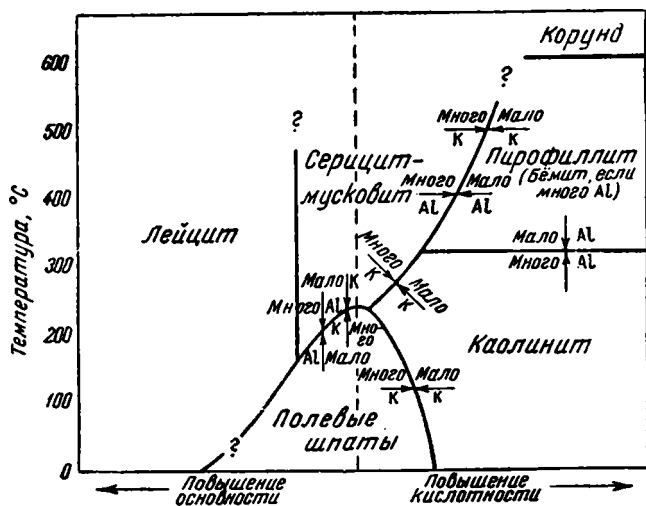 Температура, °C
600
500
400
300
200
100
0
Корунд
?
Много Мало
К К
?
Серицит-
мусковит
Пирофиллит
(Бёмит, если
много Al)
Много Мало
Al Al
Лейцит
Мало Al
Много Al
Много Мало
К К
Мало К
Много Al
К Мно-
го
Al Мало
Каолинит
Много Мало
К К
Полевые
шпаты
?
Повышение
основности
Повышение
кислотности